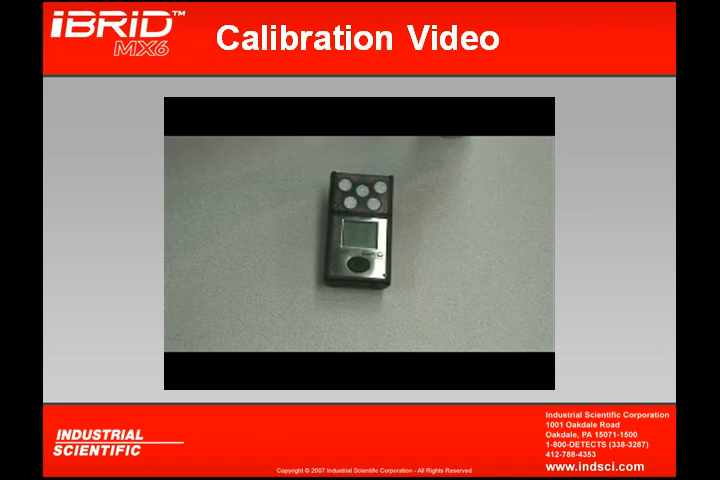 iBRiD™
MX6
Calibration Video
INDUSTRIAL
SCIENTIFIC
Industrial Scientific Corporation
1001 Oakdale Road
Oakdale, PA 15071-1500
1-800-DETECTS (338-3287)
412-788-4353
www.indsci.com
Copyright © 2007 Industrial Scientific Corporation - All Rights Reserved